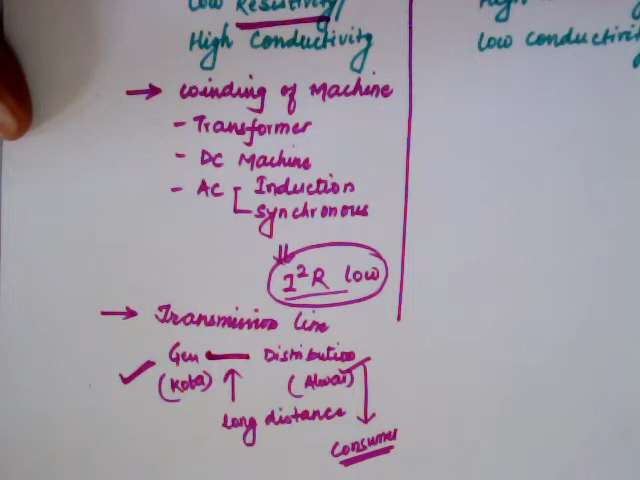 Low Resistivity/
High Conductivity
Low Conductivit
→ Winding of Machine
- Transformer
- DC Machine
- AC Induction
Synchronous
I²R Low
→ Transmission line
Gen — Distribution
(Kota) (Alwar)
long distance
Consumer